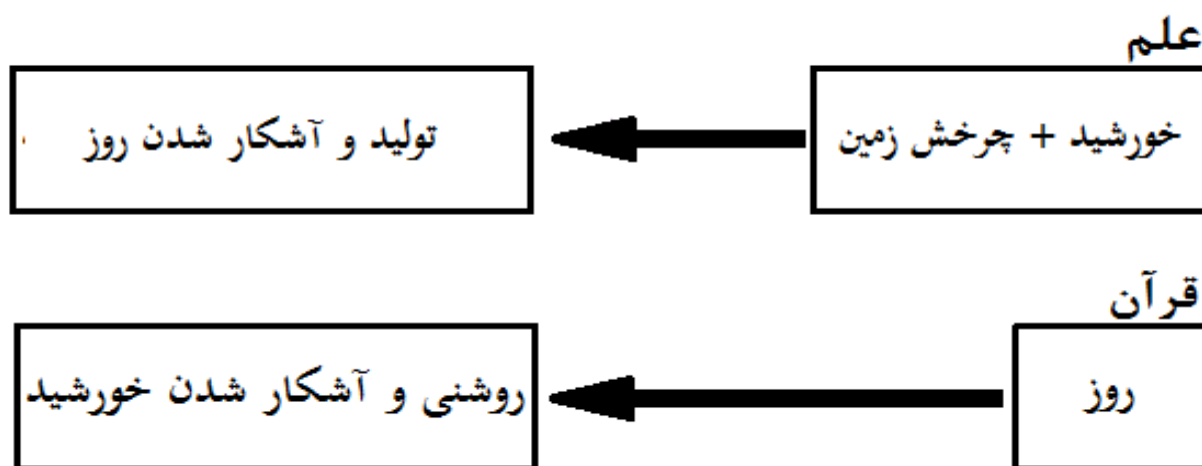 علم
خورشید + چرخش زمین
تولید و آشکار شدن روز
قرآن
روز
روشنی و آشکار شدن خورشید